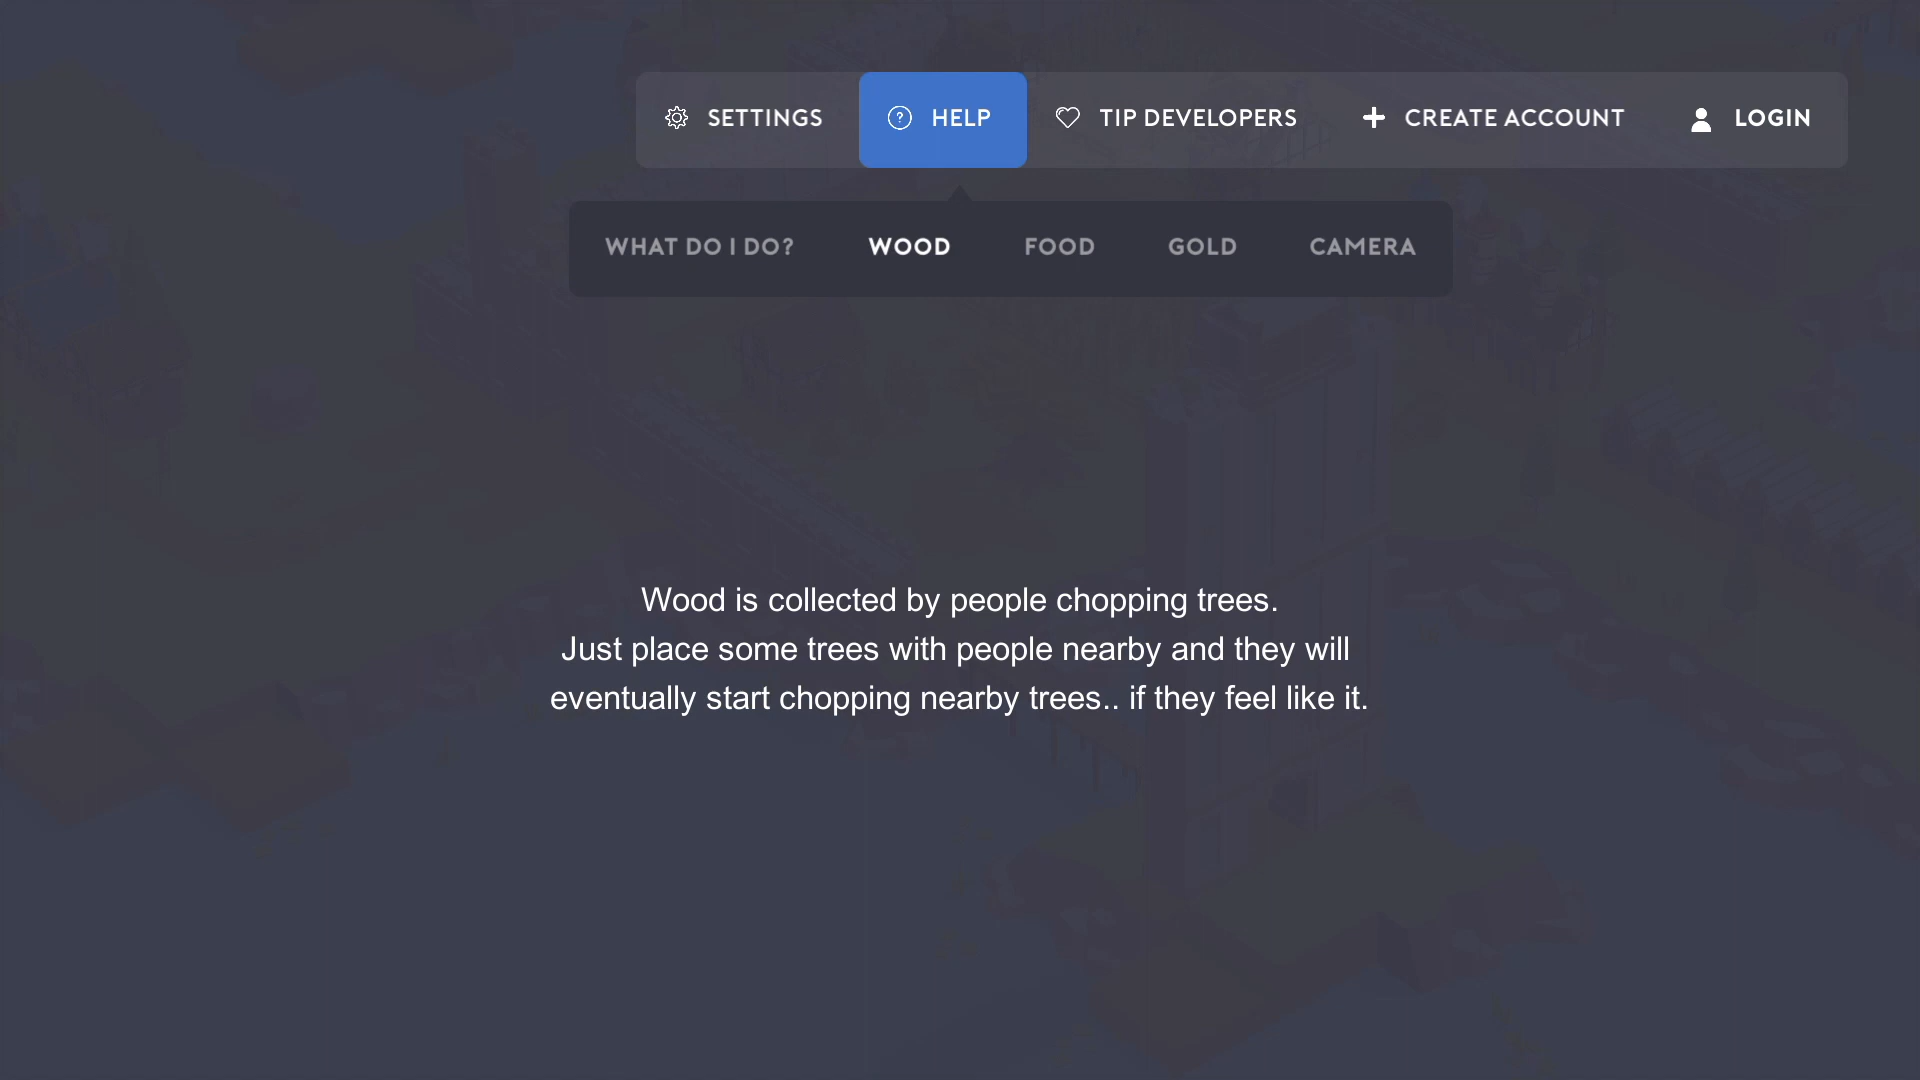 SETTINGS
HELP
TIP DEVELOPERS
CREATE ACCOUNT
LOGIN
WHAT DO I DO?
WOOD
FOOD
GOLD
CAMERA
Wood is collected by people chopping trees.
Just place some trees with people nearby and they will
eventually start chopping nearby trees.. if they feel like it.